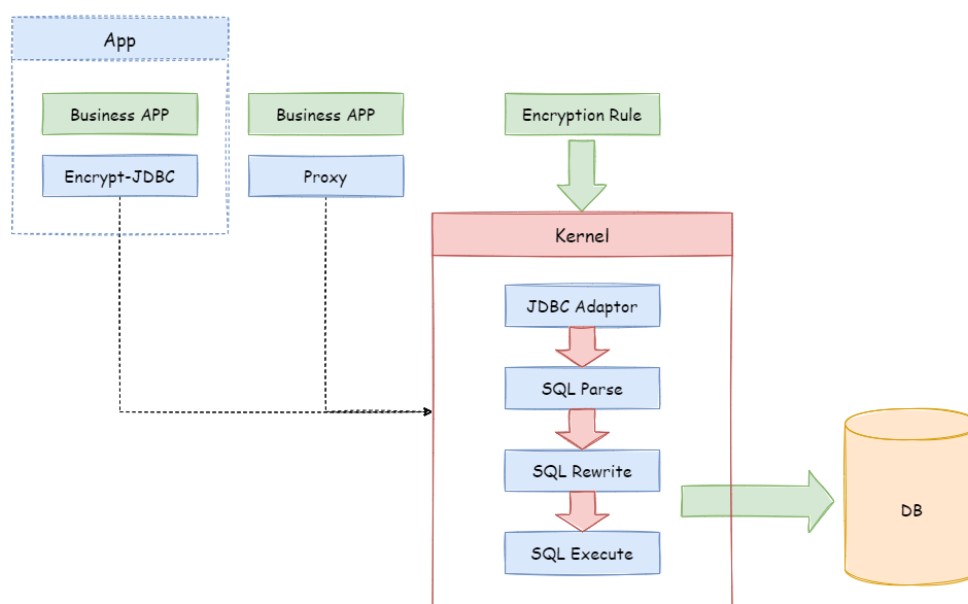 App
Business APP
Business APP
Encryption Rule
Encrypt-JDBC
Proxy
Kernel
JDBC Adaptor
SQL Parse
SQL Rewrite
DB
SQL Execute